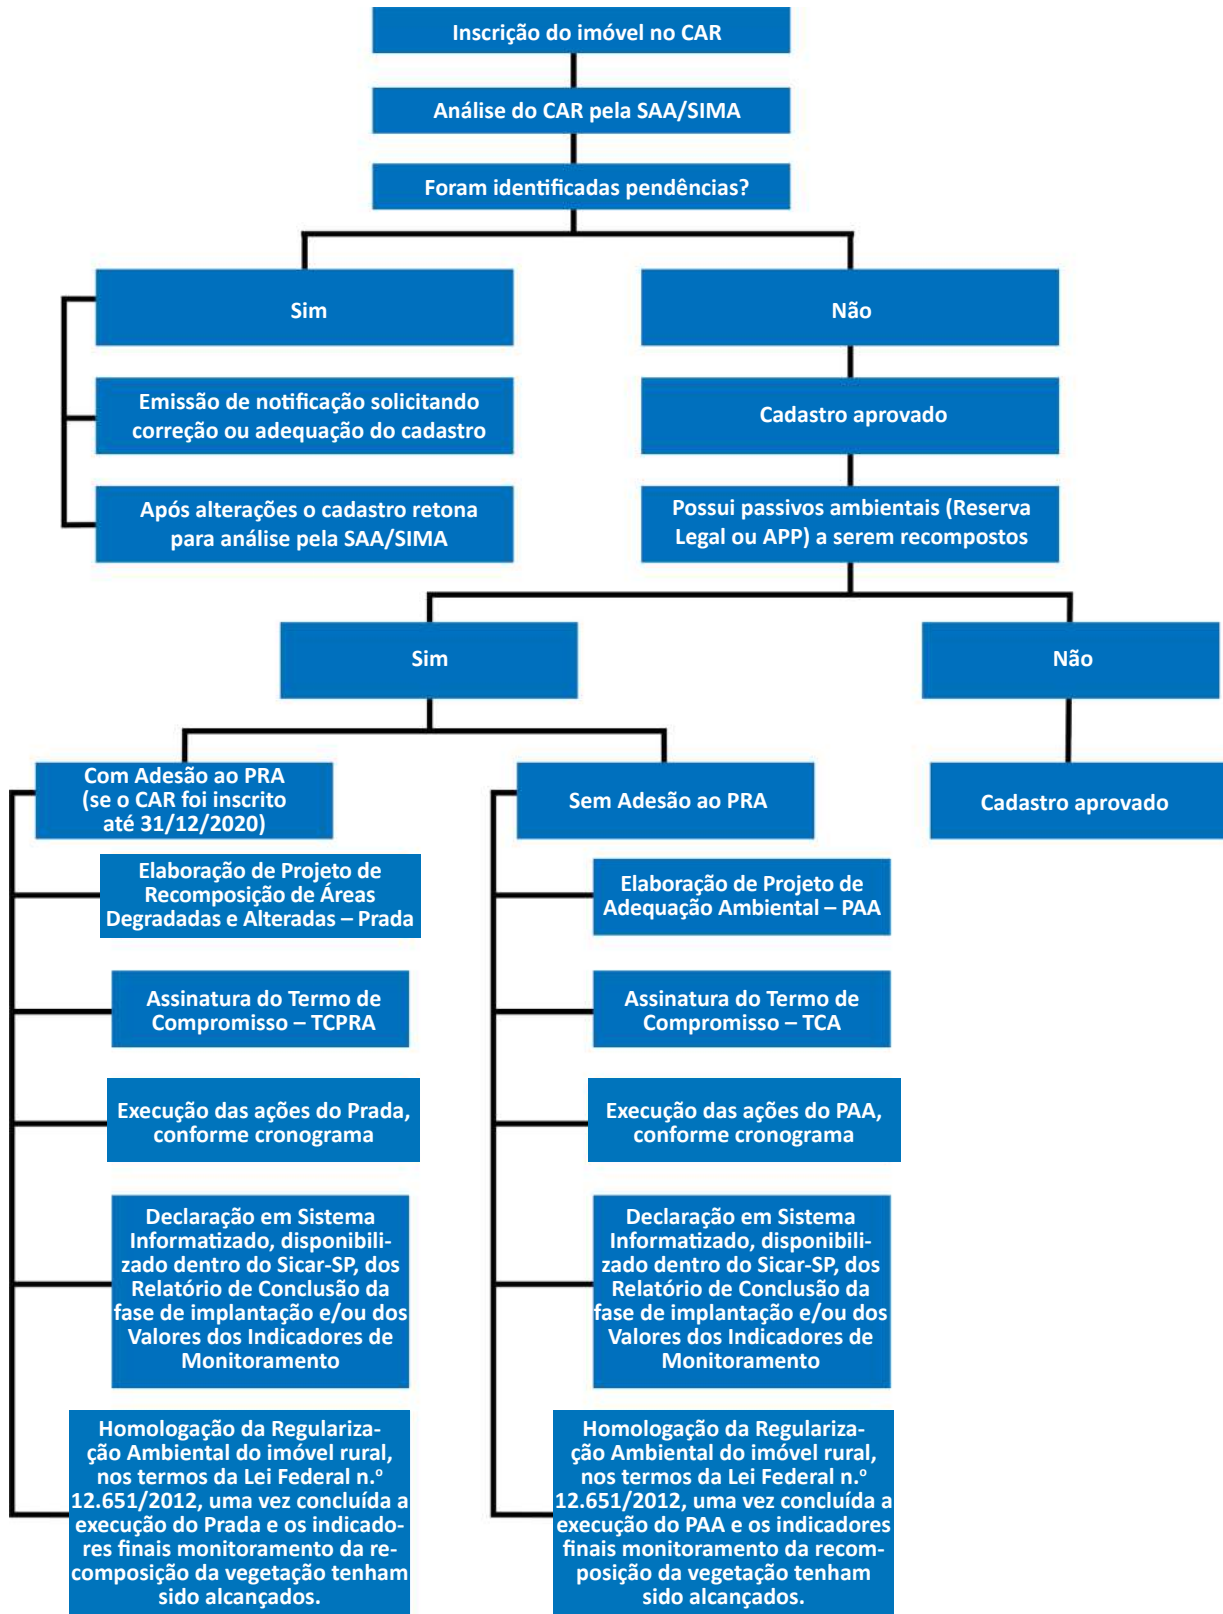 Inscrição do imóvel no CAR
Análise do CAR pela SAA/SIMA
Foram identificadas pendências?
Sim
Não
Emissão de notificação solicitando
correção ou adequação do cadastro
Cadastro aprovado
Após alterações o cadastro retona
para análise pela SAA/SIMA
Possui passivos ambientais (Reserva
Legal ou APP) a serem recompostos
Sim
Não
Com Adesão ao PRA
(se o CAR foi inscrito
até 31/12/2020)
Sem Adesão ao PRA
Cadastro aprovado
Elaboração de Projeto de
Recomposição de Áreas
Degradadas e Alteradas – Prada
Elaboração de Projeto de
Adequação Ambiental – PAA
Assinatura do Termo de
Compromisso – TCPRA
Assinatura do Termo de
Compromisso – TCA
Execução das ações do Prada,
conforme cronograma
Execução das ações do PAA,
conforme cronograma
Declaração em Sistema
Informatizado, disponibili-
zado dentro do Sicar-SP, dos
Relatório de Conclusão da
fase de implantação e/ou dos
Valores dos Indicadores de
Monitoramento
Declaração em Sistema
Informatizado, disponibili-
zado dentro do Sicar-SP, dos
Relatório de Conclusão da
fase de implantação e/ou dos
Valores dos Indicadores de
Monitoramento
Homologação da Regulariza-
ção Ambiental do imóvel rural,
nos termos da Lei Federal n.º
12.651/2012, uma vez concluída a
execução do Prada e os indicado-
res finais monitoramento da re-
composição da vegetação tenham
sido alcançados.
Homologação da Regulariza-
ção Ambiental do imóvel rural,
nos termos da Lei Federal n.º
12.651/2012, uma vez concluída a
execução do PAA e os indicadores
finais monitoramento da recom-
posição da vegetação tenham
sido alcançados.